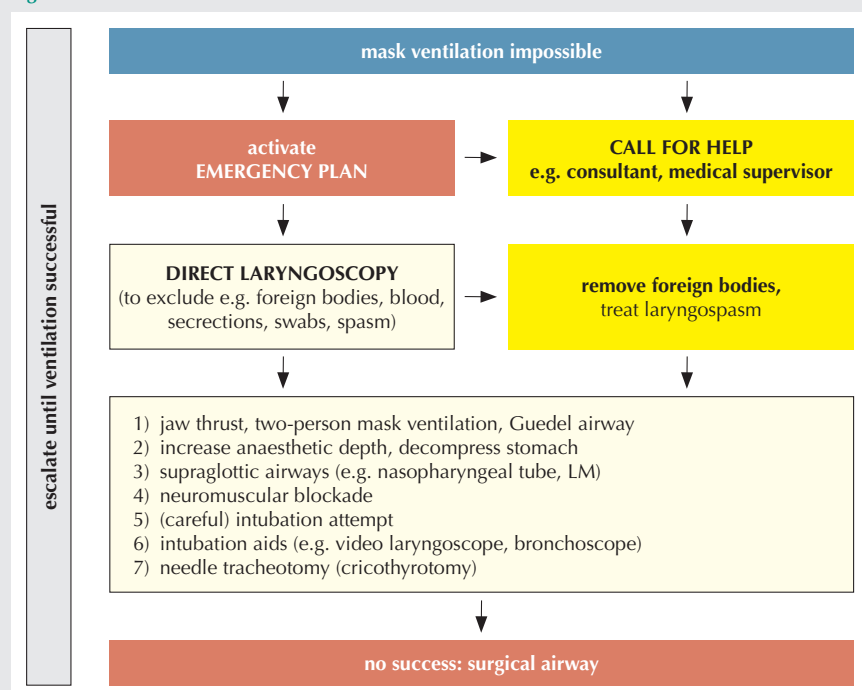 mask ventilation impossible
activate
EMERGENCY PLAN
CALL FOR HELP
e.g. consultant, medical supervisor
DIRECT LARYNGOSCOPY
(to exclude e.g. foreign bodies, blood,
secrections, swabs, spasm)
remove foreign bodies,
treat laryngospasm
escalate until ventilation successful
1) jaw thrust, two-person mask ventilation, Guedel airway
2) increase anaesthetic depth, decompress stomach
3) supraglottic airways (e.g. nasopharyngeal tube, LM)
4) neuromuscular blockade
5) (careful) intubation attempt
6) intubation aids (e.g. video laryngoscope, bronchoscope)
7) needle tracheotomy (cricothyrotomy)
no success: surgical airway